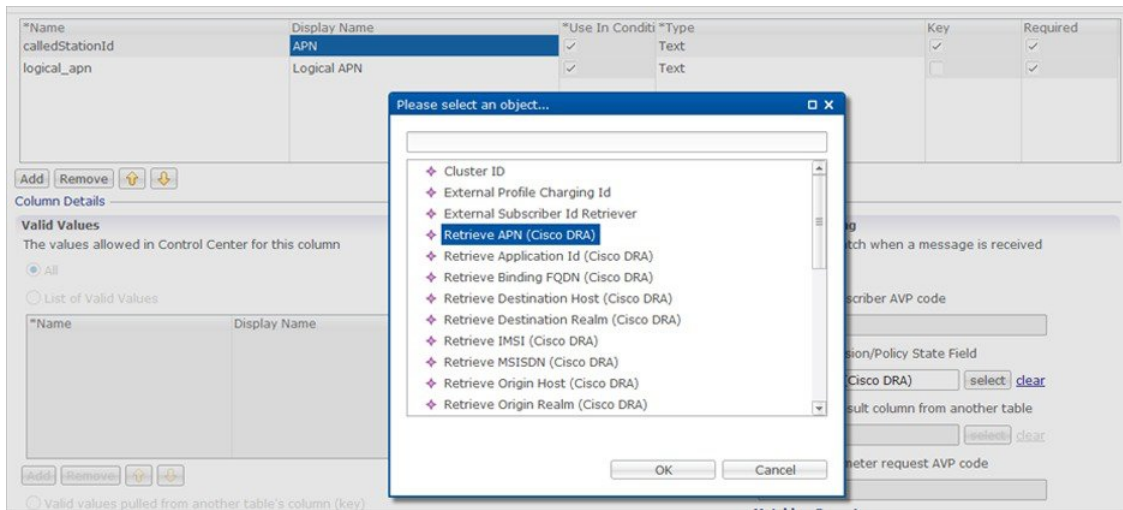 *Name Display Name *Use In Conditi *Type Key Required
calledStationId APN Text
logical_apn Logical APN Text
Please select an object...
Cluster ID
External Profile Charging Id
External Subscriber Id Retriever
Retrieve APN (Cisco DRA)
Retrieve Application Id (Cisco DRA)
Retrieve Binding FQDN (Cisco DRA)
Retrieve Destination Host (Cisco DRA)
Retrieve Destination Realm (Cisco DRA)
Retrieve IMSI (Cisco DRA)
Retrieve MSISDN (Cisco DRA)
Retrieve Origin Host (Cisco DRA)
Retrieve Origin Realm (Cisco DRA)
OK Cancel
Add Remove
Column Details
Valid Values
The values allowed in Control Center for this column
All
List of Valid Values
*Name Display Name
Add Remove
Valid values pulled from another table's column (key)
tch when a message is received
scriber AVP code
sion/Policy State Field
(Cisco DRA) select clear
sult column from another table
select clear
meter request AVP code